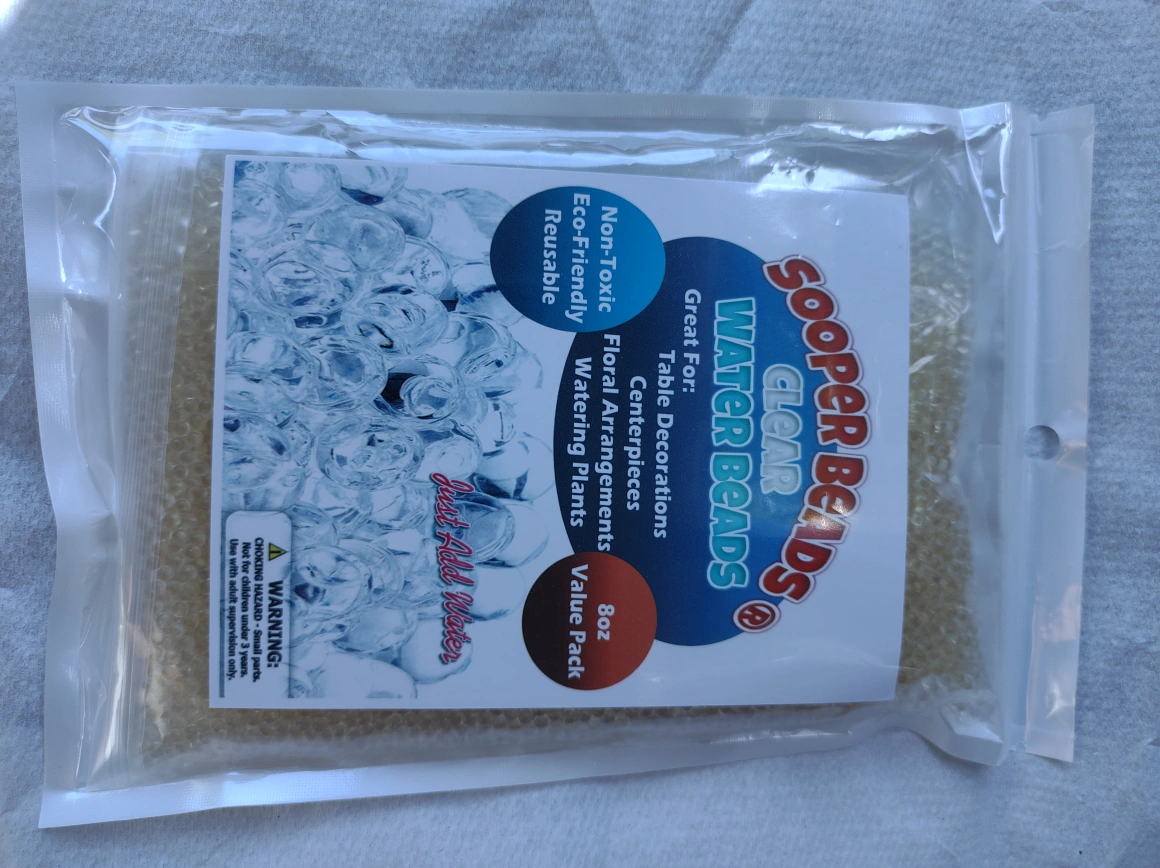 SOOPER BEADS®
CLEAR
WATER BEADS
Great For:
Table Decorations
Centerpieces
Floral Arrangements
Watering Plants
Non-Toxic
Eco-Friendly
Reusable
8oz
Value Pack
Just Add Water
WARNING:
CHOKING HAZARD - Small parts.
Not for children under 3 years.
Use with adult supervision only.